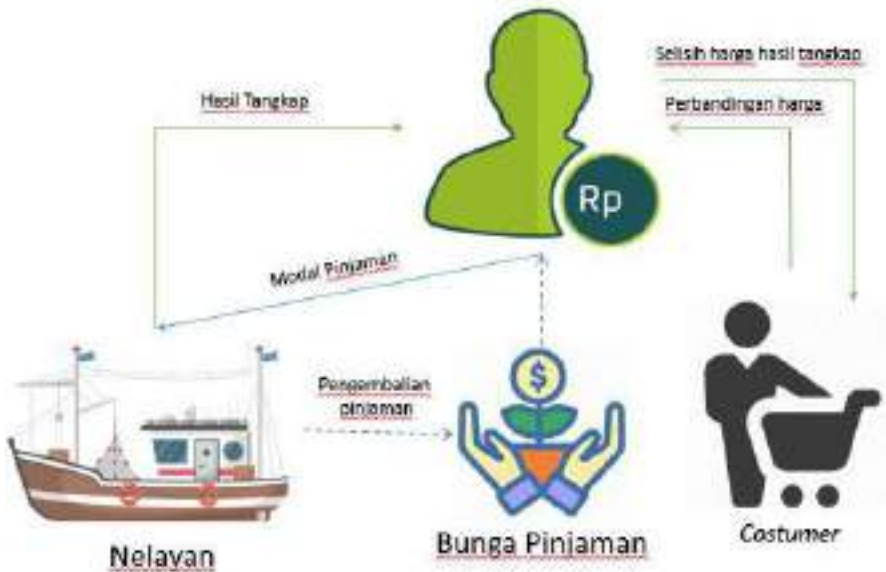 Selisih harga hasil tangkap
Hasil Tangkap
Perbandingan harga
Rp
Modal Pinjaman
$
Pengembalian
pinjaman
Nelayan
Bunga Pinjaman
Costumer